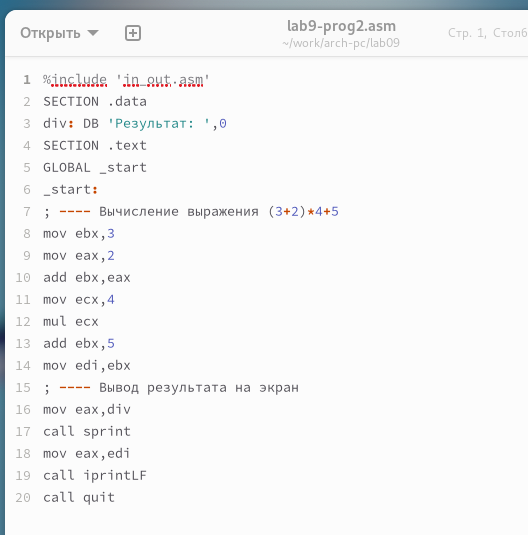 Открыть
lab9-prog2.asm
~/work/arch-pc/lab09
Стр. 1, Столб
1 %include 'in_out.asm'
2 SECTION .data
3 div: DB 'Результат: ',0
4 SECTION .text
5 GLOBAL _start
6 _start:
7 ; ---- Вычисление выражения (3+2)*4+5
8 mov ebx,3
9 mov eax,2
10 add ebx,eax
11 mov ecx,4
12 mul ecx
13 add ebx,5
14 mov edi,ebx
15 ; ---- Вывод результата на экран
16 mov eax,div
17 call sprint
18 mov eax,edi
19 call iprintLF
20 call quit